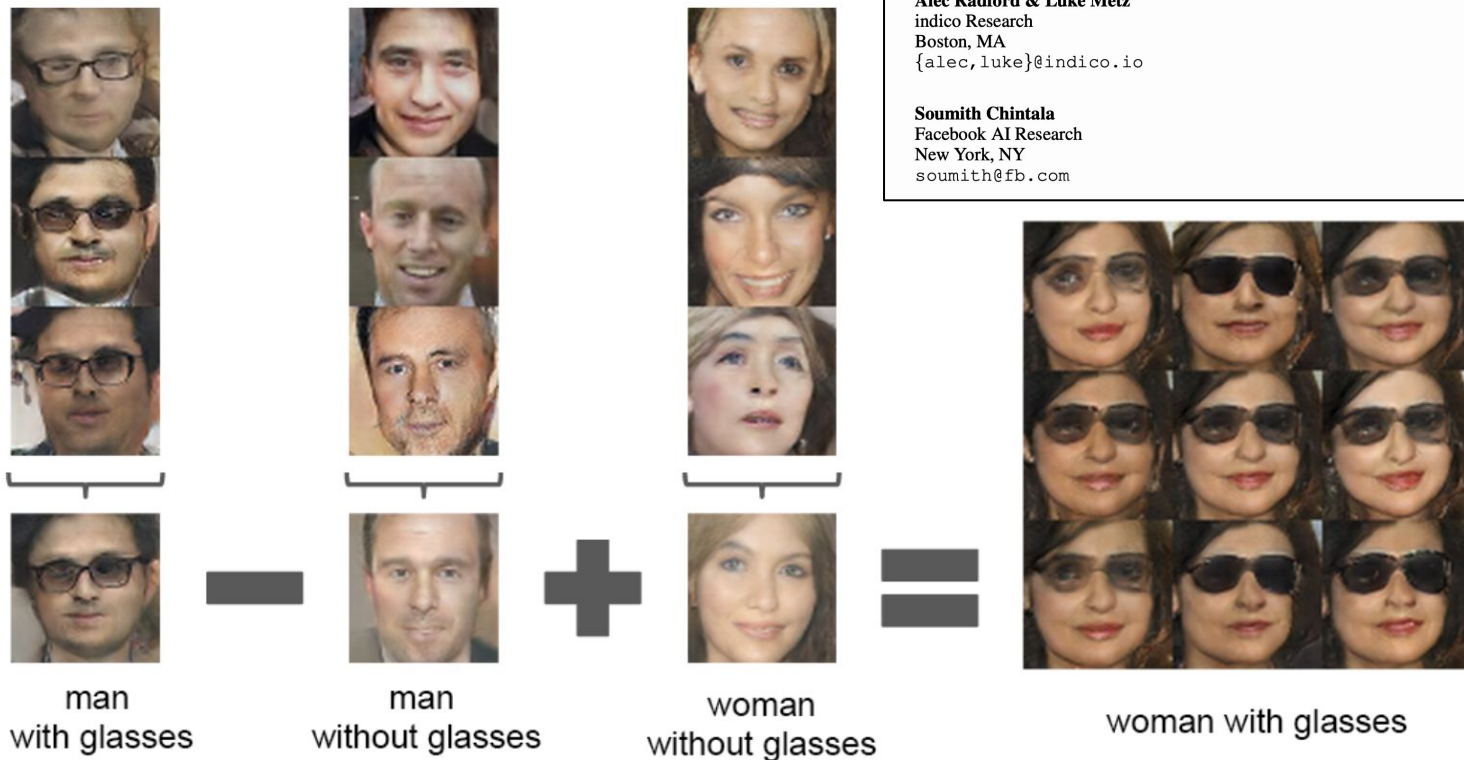 Alec Radford & Luke Metz
indico Research
Boston, MA
{alec,luke}@indico.io
Soumith Chintala
Facebook AI Research
New York, NY
soumith@fb.com
man
with glasses
man
without glasses
woman
without glasses
woman with glasses